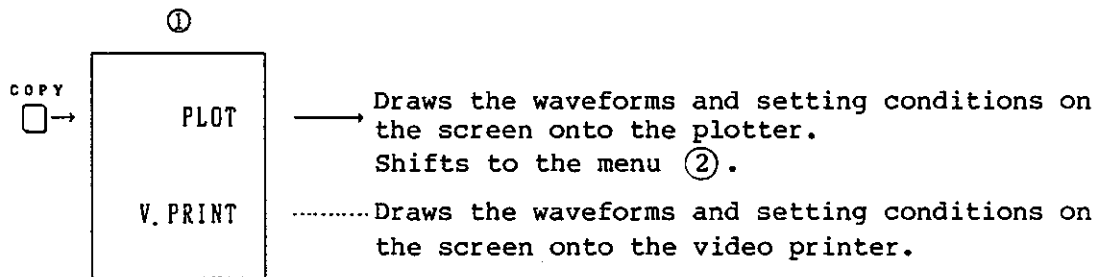 ①
COPY
PLOT
Draws the waveforms and setting conditions on
the screen onto the plotter.
Shifts to the menu ②.
V.PRINT
Draws the waveforms and setting conditions on
the screen onto the video printer.